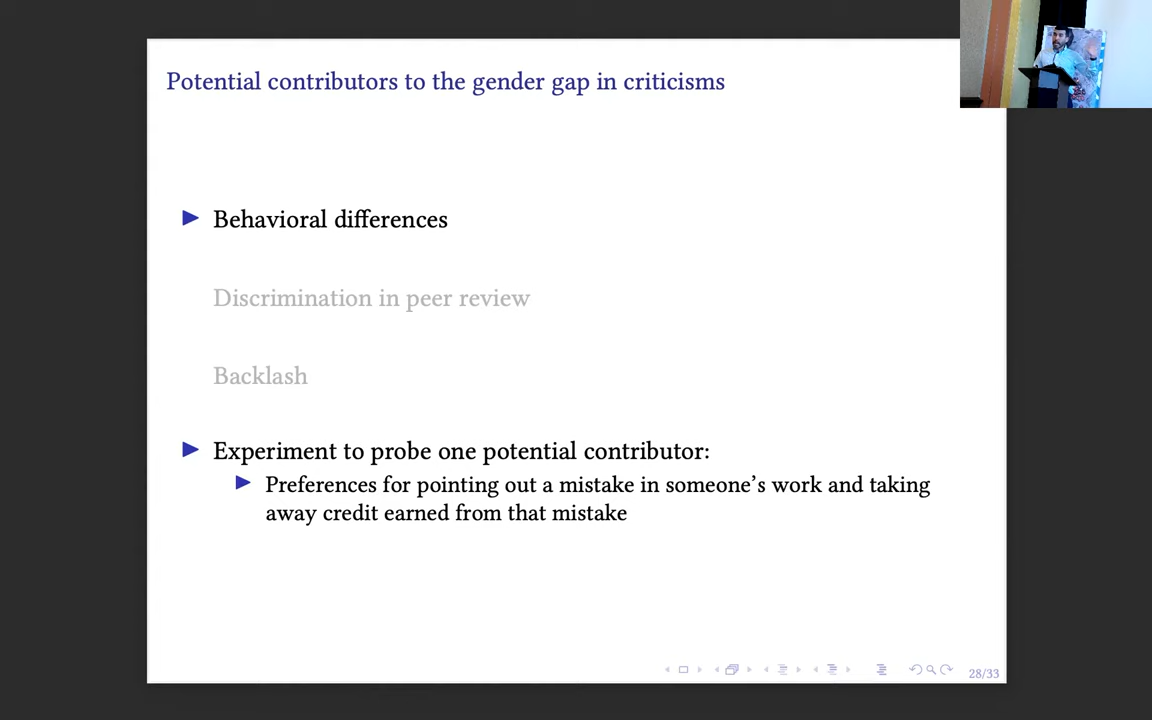 Potential contributors to the gender gap in criticisms
Behavioral differences
Discrimination in peer review
Backlash
Experiment to probe one potential contributor:
Preferences for pointing out a mistake in someone's work and taking
away credit earned from that mistake
28/33